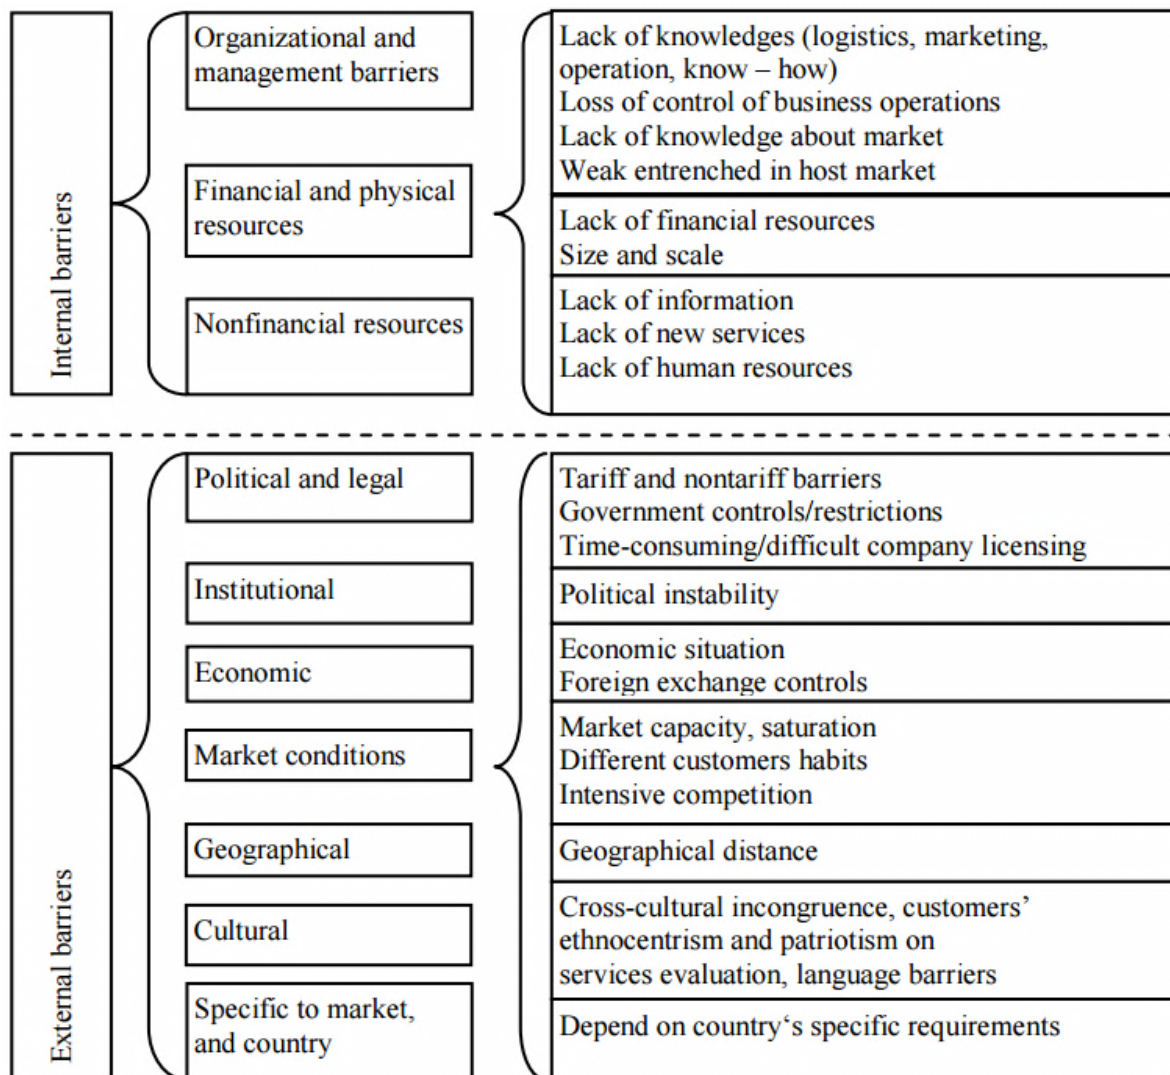 Internal barriers
Organizational and
management barriers
Financial and physical
resources
Nonfinancial resources
Lack of knowledges (logistics, marketing,
operation, know – how)
Loss of control of business operations
Lack of knowledge about market
Weak entrenched in host market
Lack of financial resources
Size and scale
Lack of information
Lack of new services
Lack of human resources
External barriers
Political and legal
Institutional
Economic
Market conditions
Geographical
Cultural
Specific to market,
and country
Tariff and nontariff barriers
Government controls/restrictions
Time-consuming/difficult company licensing
Political instability
Economic situation
Foreign exchange controls
Market capacity, saturation
Different customers habits
Intensive competition
Geographical distance
Cross-cultural incongruence, customers’
ethnocentrism and patriotism on
services evaluation, language barriers
Depend on country‘s specific requirements